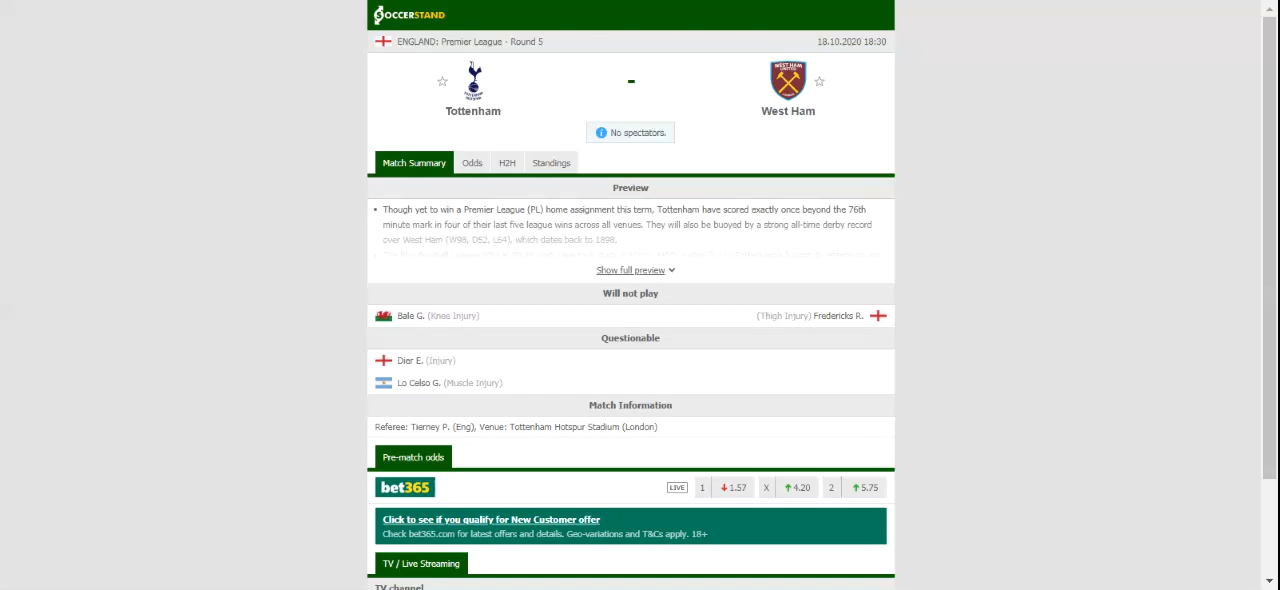 SOCCERSTAND
ENGLAND: Premier League - Round 5 18.10.2020 18:30
-
Tottenham West Ham
No spectators.
Match Summary Odds H2H Standings
Preview
• Though yet to win a Premier League (PL) home assignment this term, Tottenham have scored exactly once beyond the 76th
minute mark in four of their last five league wins across all venues. They will also be buoyed by a strong all-time derby record
over West Ham (W98, D52, L64), which dates back to 1898.
Show full preview
Will not play
Bale G. (Knee Injury) (Thigh Injury) Fredericks R.
Questionable
Dier E. (Injury)
Lo Celso G. (Muscle Injury)
Match Information
Referee: Tierney P. (Eng), Venue: Tottenham Hotspur Stadium (London)
Pre-match odds
bet365 LIVE 1 1.57 X 4.20 2 5.75
Click to see if you qualify for New Customer offer
Check bet365.com for latest offers and details. Geo-variations and T&Cs apply. 18+
TV / Live Streaming
TV channel